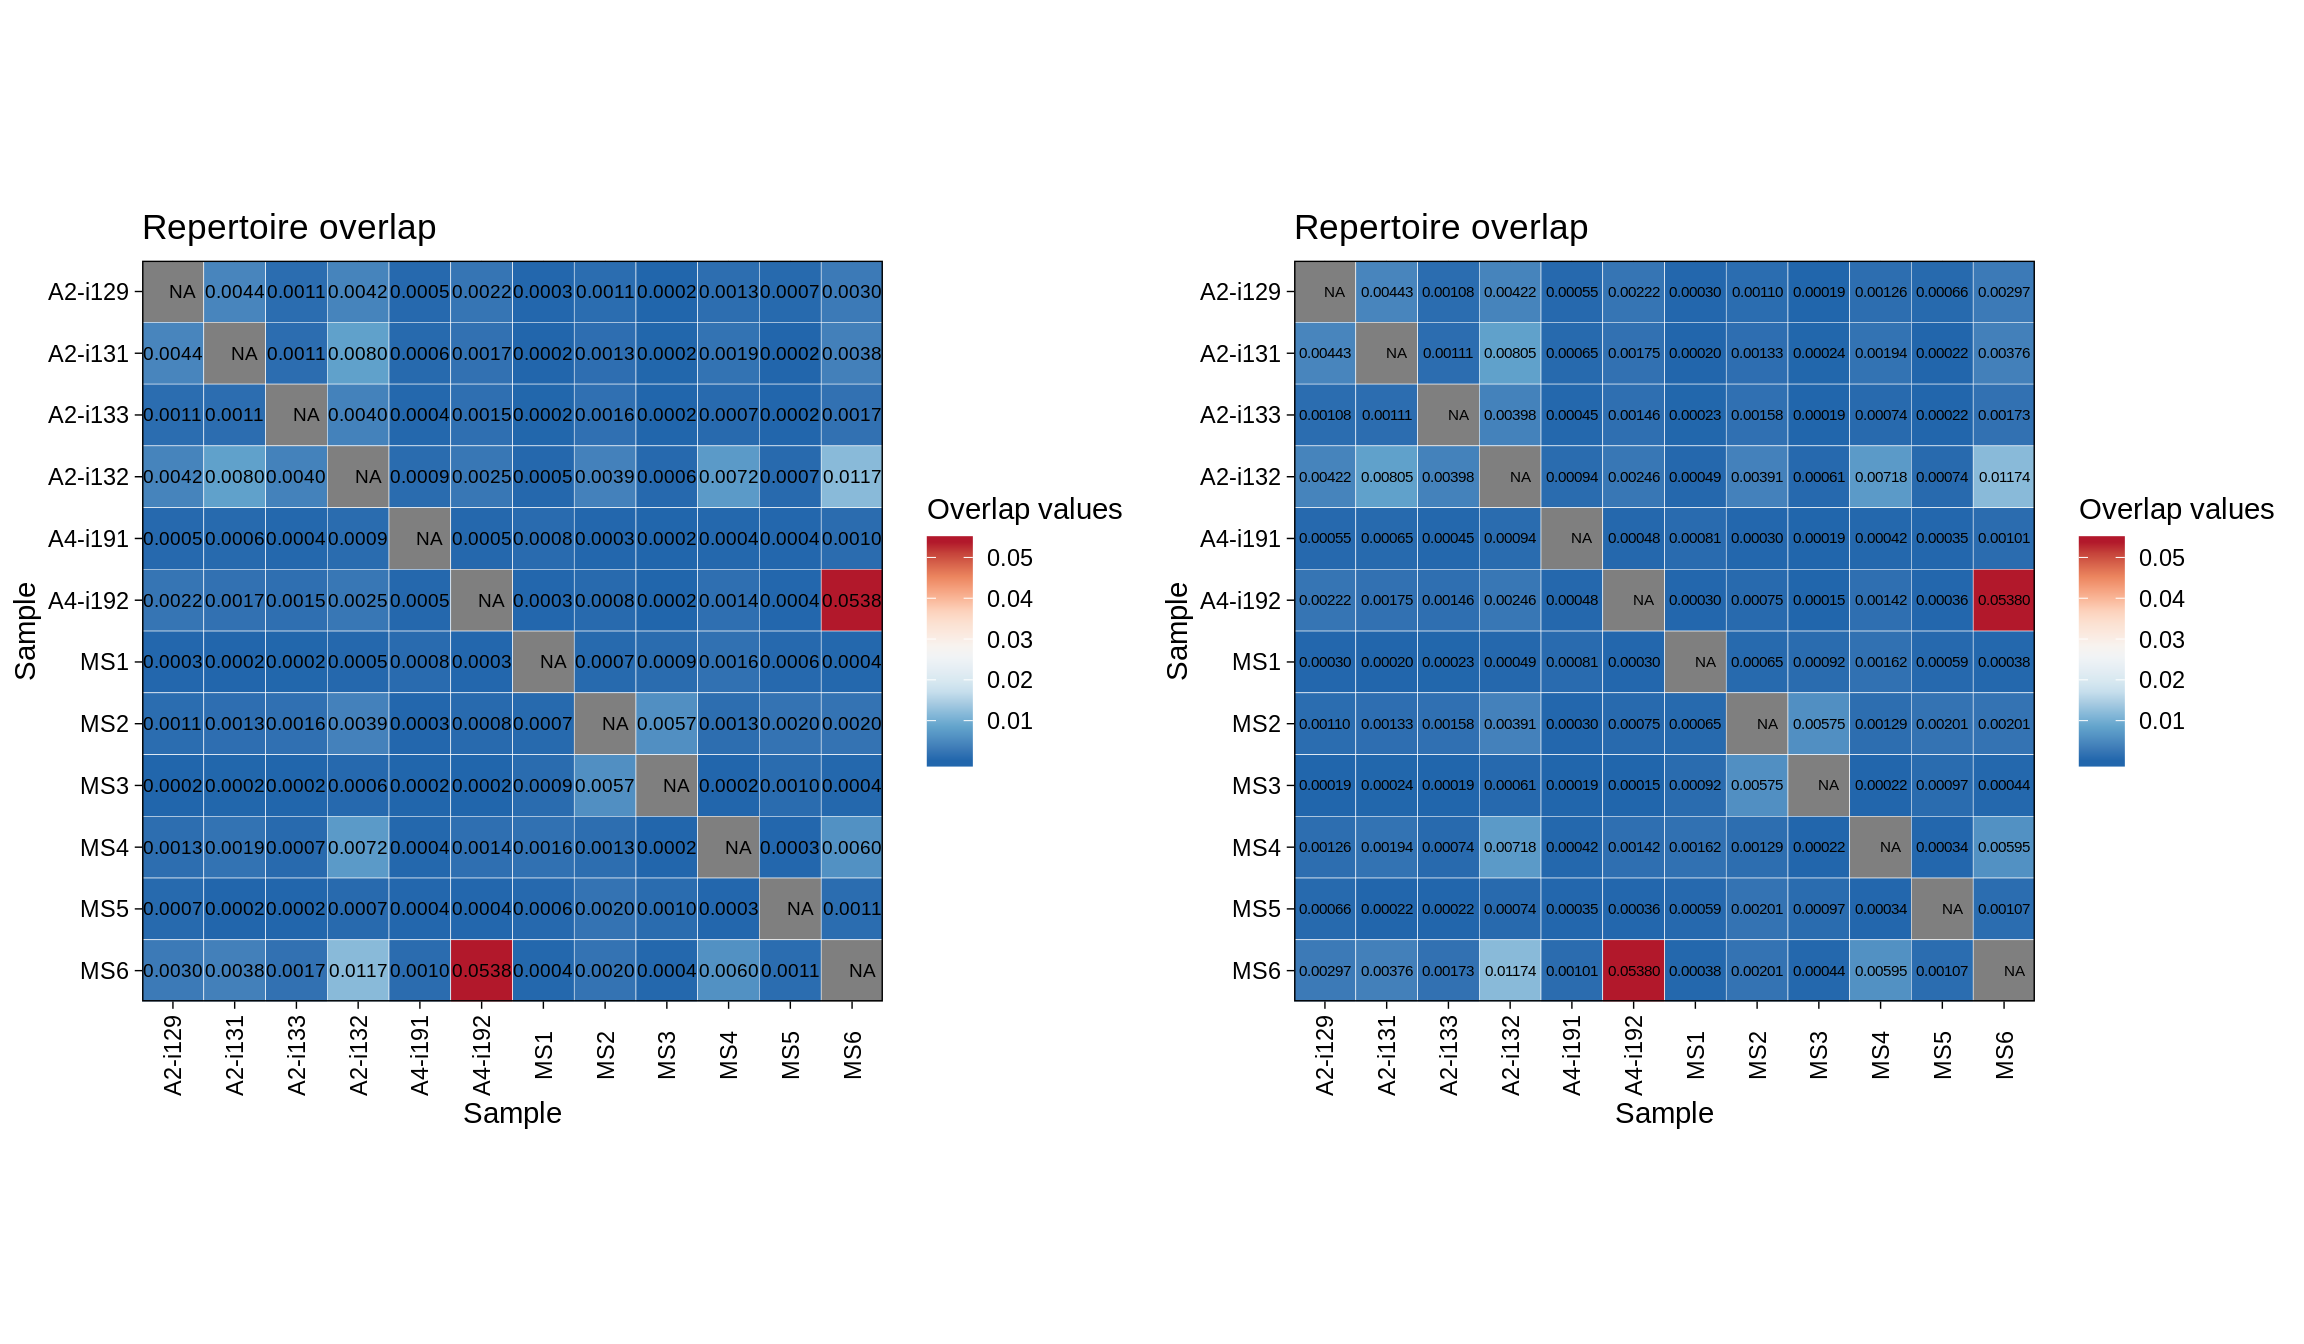 Repertoire overlap
A2-i129 NA 0.0044 0.0011 0.0042 0.0005 0.0022 0.0003 0.0011 0.0002 0.0013 0.0007 0.0030
A2-i131 0.0044 NA 0.0011 0.0080 0.0006 0.0017 0.0002 0.0013 0.0002 0.0019 0.0002 0.0038
A2-i133 0.0011 0.0011 NA 0.0040 0.0004 0.0015 0.0002 0.0016 0.0002 0.0007 0.0002 0.0017
A2-i132 0.0042 0.0080 0.0040 NA 0.0009 0.0025 0.0005 0.0039 0.0006 0.0072 0.0007 0.0117
A4-i191 0.0005 0.0006 0.0004 0.0009 NA 0.0005 0.0008 0.0003 0.0002 0.0004 0.0004 0.0010
A4-i192 0.0022 0.0017 0.0015 0.0025 0.0005 NA 0.0003 0.0008 0.0002 0.0014 0.0004 0.0538
MS1 0.0003 0.0002 0.0002 0.0005 0.0008 0.0003 NA 0.0007 0.0009 0.0016 0.0006 0.0004
MS2 0.0011 0.0013 0.0016 0.0039 0.0003 0.0008 0.0007 NA 0.0057 0.0013 0.0020 0.0020
MS3 0.0002 0.0002 0.0002 0.0006 0.0002 0.0002 0.0009 0.0057 NA 0.0002 0.0010 0.0004
MS4 0.0013 0.0019 0.0007 0.0072 0.0004 0.0014 0.0016 0.0013 0.0002 NA 0.0003 0.0060
MS5 0.0007 0.0002 0.0002 0.0007 0.0004 0.0004 0.0006 0.0020 0.0010 0.0003 NA 0.0011
MS6 0.0030 0.0038 0.0017 0.0117 0.0010 0.0538 0.0004 0.0020 0.0004 0.0060 0.0011 NA
A2-i129 A2-i131 A2-i133 A2-i132 A4-i191 A4-i192 MS1 MS2 MS3 MS4 MS5 MS6
Sample
Sample
Overlap values
0.05
0.04
0.03
0.02
0.01
Repertoire overlap
A2-i129 NA 0.00443 0.00108 0.00422 0.00055 0.00222 0.00030 0.00110 0.00019 0.00126 0.00066 0.00297
A2-i131 0.00443 NA 0.00111 0.00805 0.00065 0.00175 0.00020 0.00133 0.00024 0.00194 0.00022 0.00376
A2-i133 0.00108 0.00111 NA 0.00398 0.00045 0.00146 0.00023 0.00158 0.00019 0.00074 0.00022 0.00173
A2-i132 0.00422 0.00805 0.00398 NA 0.00094 0.00246 0.00049 0.00391 0.00061 0.00718 0.00074 0.01174
A4-i191 0.00055 0.00065 0.00045 0.00094 NA 0.00048 0.00081 0.00030 0.00019 0.00042 0.00035 0.00101
A4-i192 0.00222 0.00175 0.00146 0.00246 0.00048 NA 0.00030 0.00075 0.00015 0.00142 0.00036 0.05380
MS1 0.00030 0.00020 0.00023 0.00049 0.00081 0.00030 NA 0.00065 0.00092 0.00162 0.00059 0.00038
MS2 0.00110 0.00133 0.00158 0.00391 0.00030 0.00075 0.00065 NA 0.00575 0.00129 0.00201 0.00201
MS3 0.00019 0.00024 0.00019 0.00061 0.00019 0.00015 0.00092 0.00575 NA 0.00022 0.00097 0.00044
MS4 0.00126 0.00194 0.00074 0.00718 0.00042 0.00142 0.00162 0.00129 0.00022 NA 0.00034 0.00595
MS5 0.00066 0.00022 0.00022 0.00074 0.00035 0.00036 0.00059 0.00201 0.00097 0.00034 NA 0.00107
MS6 0.00297 0.00376 0.00173 0.01174 0.00101 0.05380 0.00038 0.00201 0.00044 0.00595 0.00107 NA
A2-i129 A2-i131 A2-i133 A2-i132 A4-i191 A4-i192 MS1 MS2 MS3 MS4 MS5 MS6
Sample
Sample
Overlap values
0.05
0.04
0.03
0.02
0.01